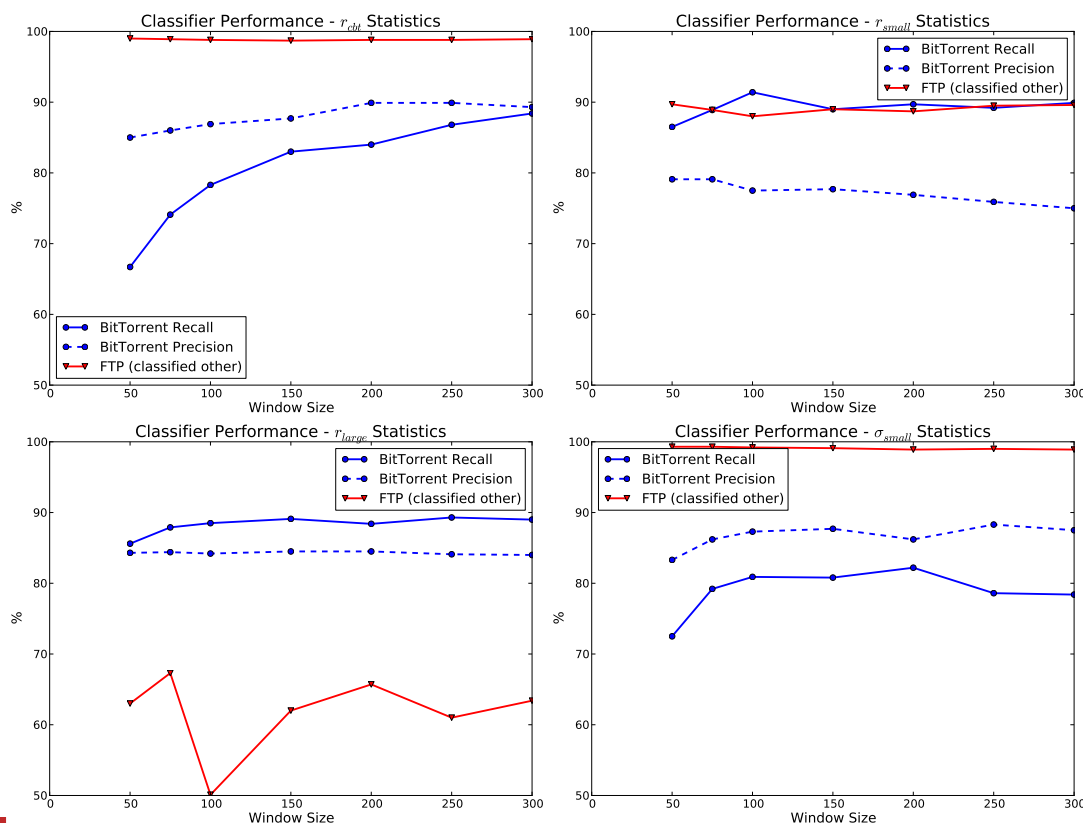 Classifier Performance - r_cbt Statistics
100
90
80
70
60
50
%
BitTorrent Recall
BitTorrent Precision
FTP (classified other)
0 50 100 150 200 250 300
Window Size
Classifier Performance - r_small Statistics
100
90
80
70
60
50
%
BitTorrent Recall
BitTorrent Precision
FTP (classified other)
0 50 100 150 200 250 300
Window Size
Classifier Performance - r_large Statistics
100
90
80
70
60
50
%
BitTorrent Recall
BitTorrent Precision
FTP (classified other)
0 50 100 150 200 250 300
Window Size
Classifier Performance - σ_small Statistics
100
90
80
70
60
50
%
BitTorrent Recall
BitTorrent Precision
FTP (classified other)
0 50 100 150 200 250 300
Window Size